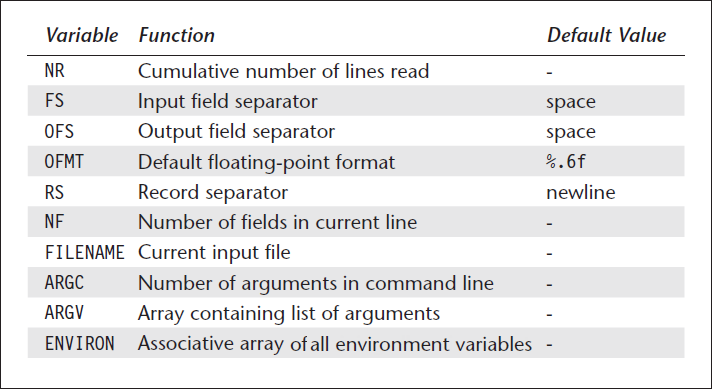 Variable Function Default Value
NR Cumulative number of lines read -
FS Input field separator space
OFS Output field separator space
OFMT Default floating-point format %.6f
RS Record separator newline
NF Number of fields in current line -
FILENAME Current input file -
ARGC Number of arguments in command line -
ARGV Array containing list of arguments -
ENVIRON Associative array of all environment variables -